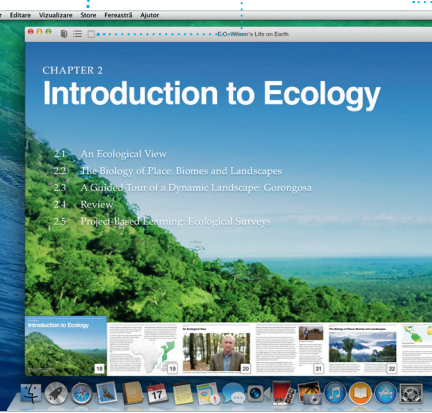 Editare Vizualizare Store Fereastră Ajutor
E.O. Wilson's Life on Earth
CHAPTER 2
Introduction to Ecology
2.1 An Ecological View
2.2 The Biology of Place: Biomes and Landscapes
2.3 A Guided Tour of a Dynamic Landscape: Gorongosa
2.4 Review
2.5 Project-Based Learning: Ecological Surveys
Introduction to Ecology
An Ecological View
The Biology of Place: Biomes and Landscapes
18
19
20
21
22
17